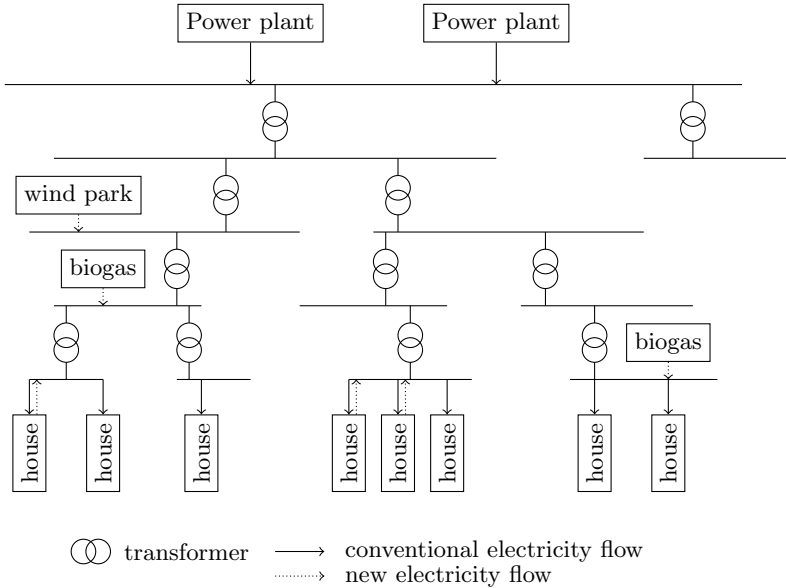 Power plant
Power plant
wind park
biogas
biogas
house
house
house
house
house
house
house
house
transformer
conventional electricity flow
new electricity flow